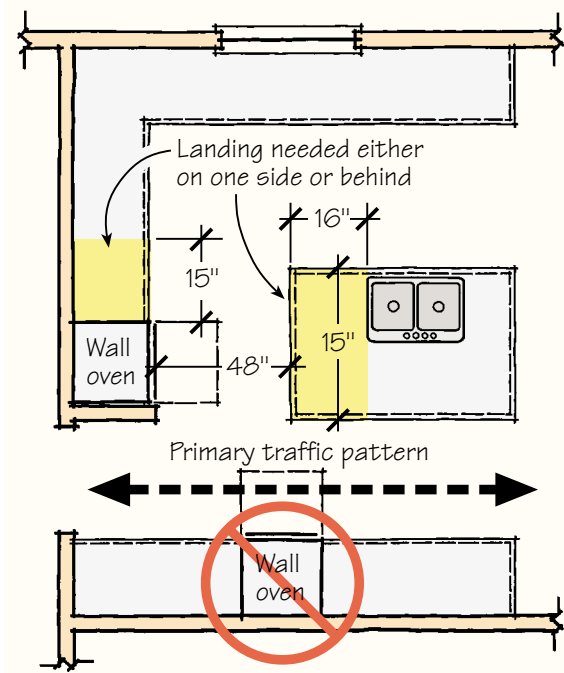 Landing needed either
on one side or behind
16"
15"
15"
Wall
oven
48"
Primary traffic pattern
Wall
oven